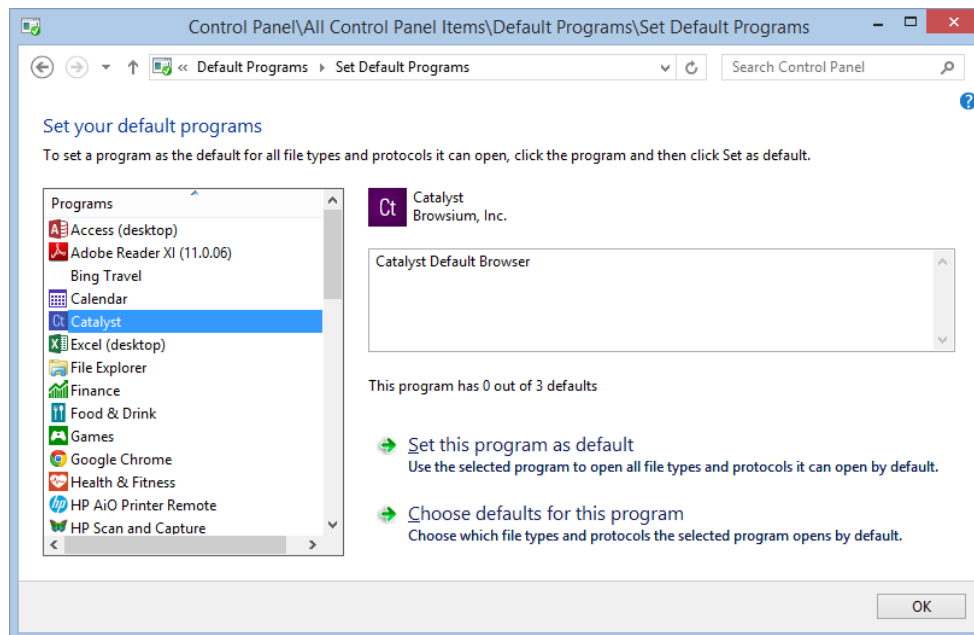 Control Panel\All Control Panel Items\Default Programs\Set Default Programs
« Default Programs Set Default Programs
Search Control Panel
?
Set your default programs
To set a program as the default for all file types and protocols it can open, click the program and then click Set as default.
Programs
Access (desktop)
Adobe Reader XI (11.0.06)
Bing Travel
Calendar
Ct Catalyst
Excel (desktop)
File Explorer
Finance
Food & Drink
Games
Google Chrome
Health & Fitness
HP AiO Printer Remote
HP Scan and Capture
Ct
Catalyst
Browsium, Inc.
Catalyst Default Browser
This program has 0 out of 3 defaults
Set this program as default
Use the selected program to open all file types and protocols it can open by default.
Choose defaults for this program
Choose which file types and protocols the selected program opens by default.
OK